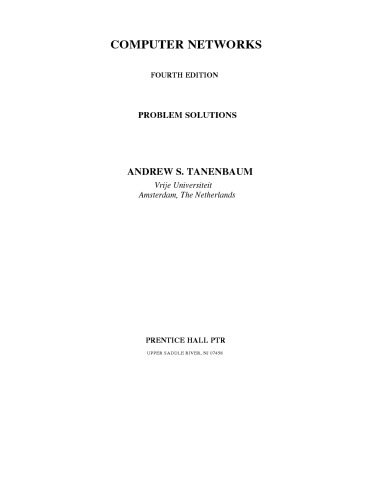 COMPUTER NETWORKS
FOURTH EDITION
PROBLEM SOLUTIONS
ANDREW S. TANENBAUM
Vrije Universiteit
Amsterdam, The Netherlands
PRENTICE HALL PTR
UPPER SADDLE RIVER, NJ 07458